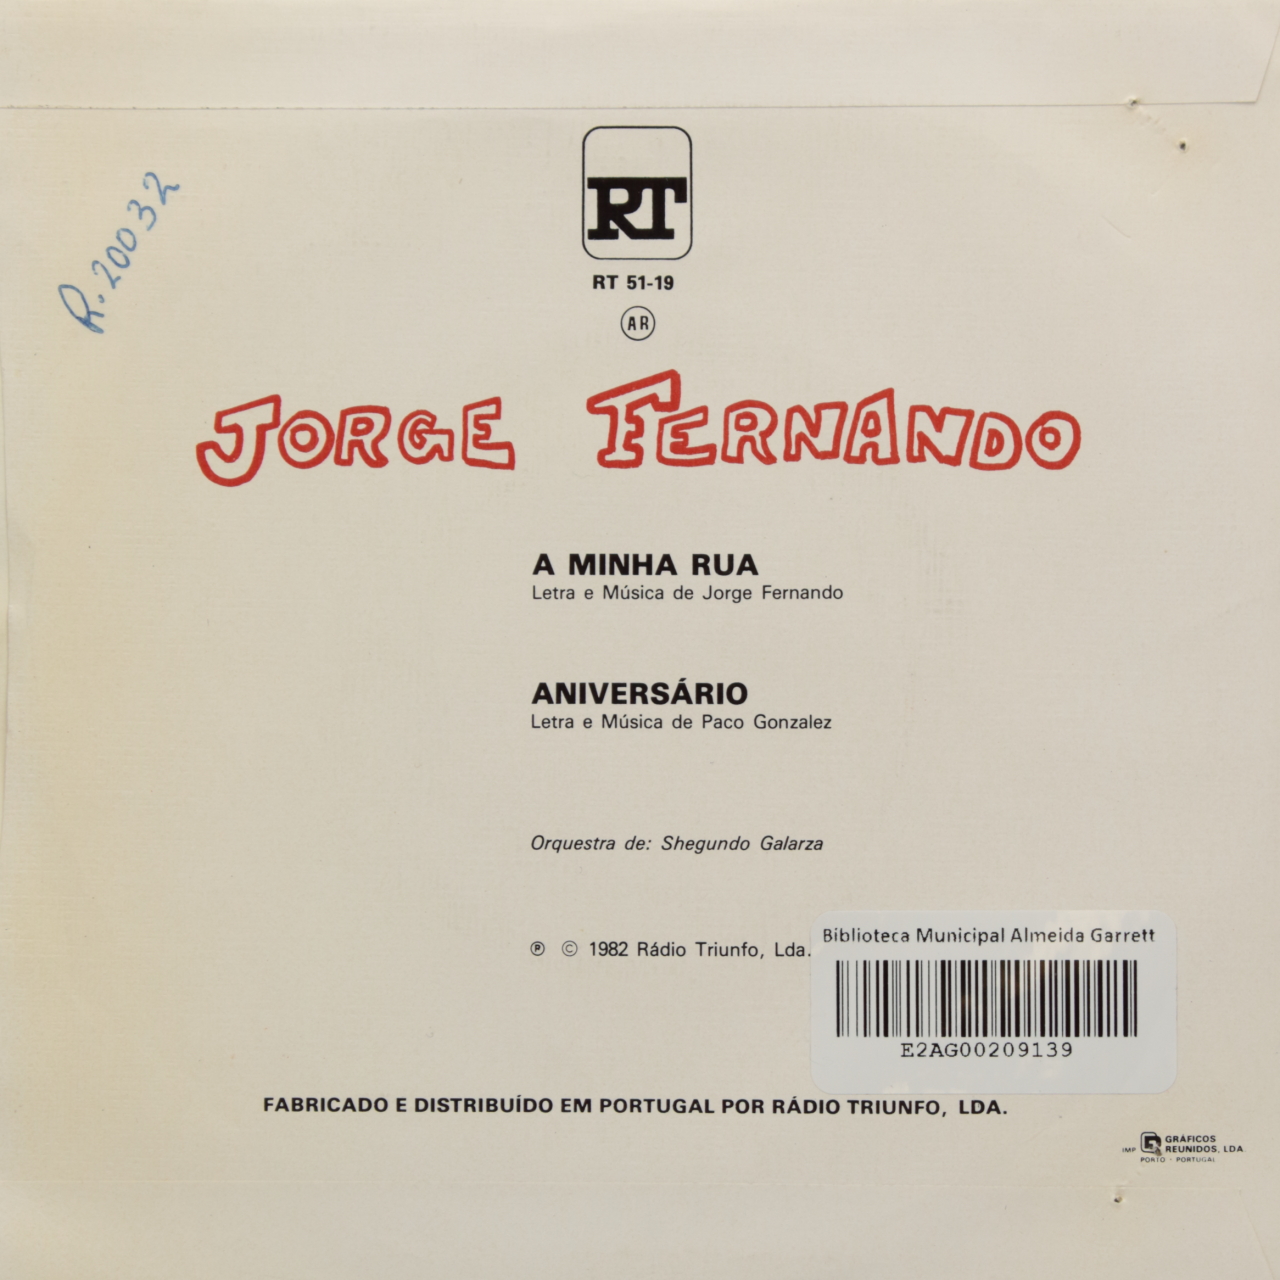 R.20032
RT
RT 51-19
AR
JORGE FERNANDO
A MINHA RUA
Letra e Música de Jorge Fernando
ANIVERSÁRIO
Letra e Música de Paco Gonzalez
Orquestra de: Shegundo Galarza
℗ © 1982 Rádio Triunfo, Lda.
Biblioteca Municipal Almeida Garrett
E2AG00209139
FABRICADO E DISTRIBUÍDO EM PORTUGAL POR RÁDIO TRIUNFO, LDA.
IMP GRÁFICOS
REUNIDOS, LDA
PORTO - PORTUGAL